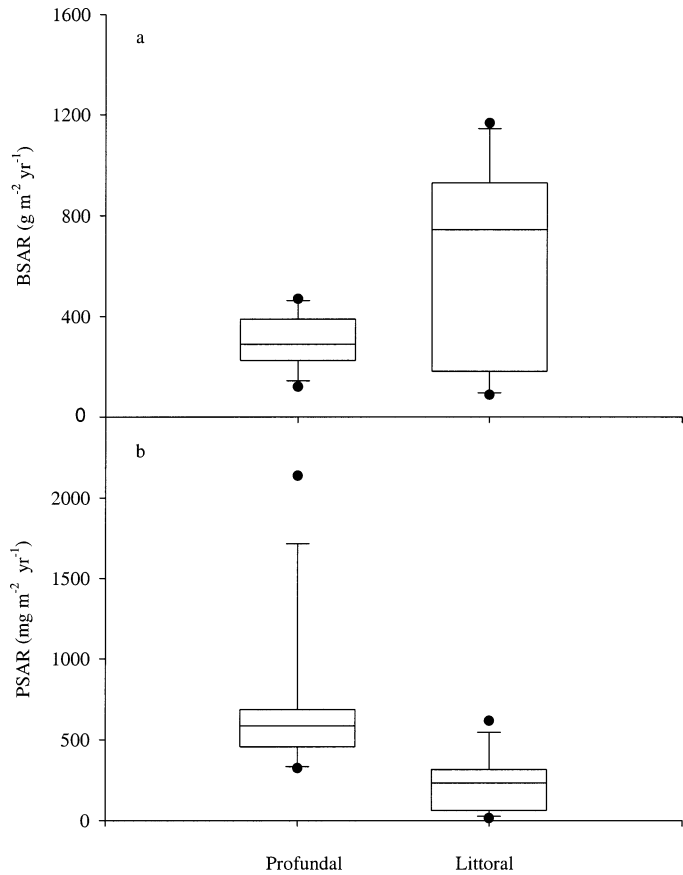 1600
a
1200
800
400
0
BSAR (g m⁻² yr⁻¹)
b
2000
1500
1000
500
0
PSAR (mg m⁻² yr⁻¹)
Profundal Littoral